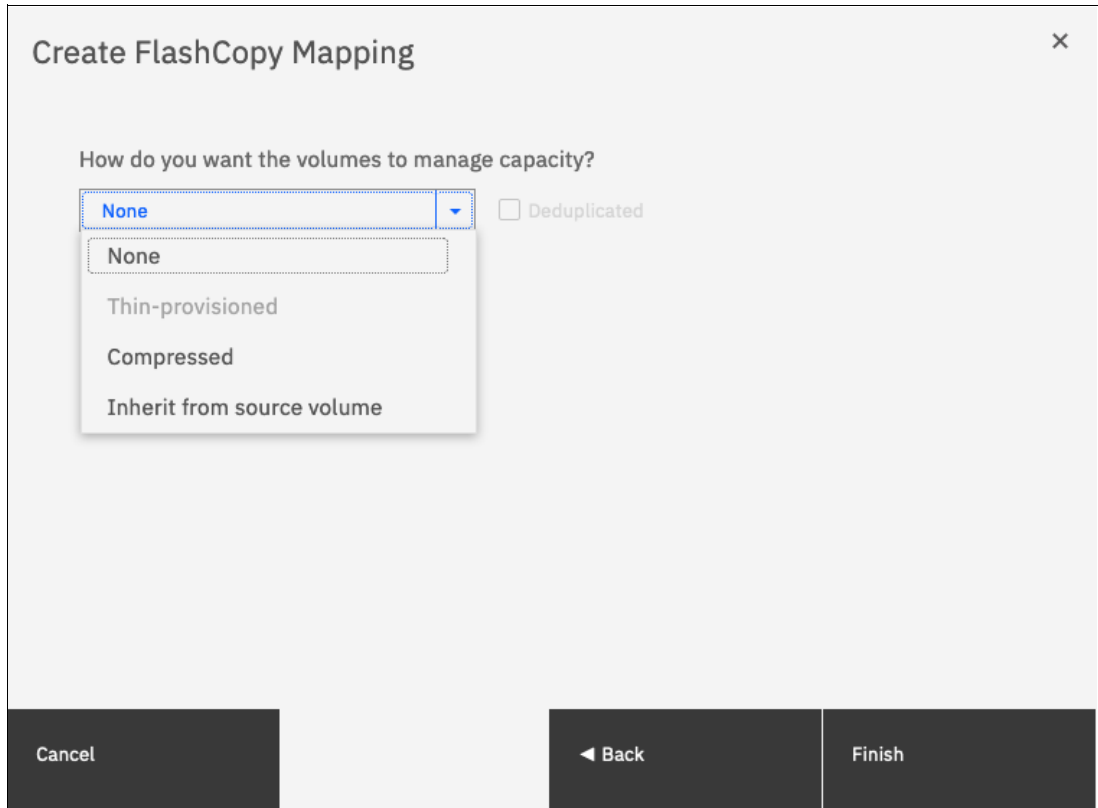 Create FlashCopy Mapping
×
How do you want the volumes to manage capacity?
None
Deduplicated
None
Thin-provisioned
Compressed
Inherit from source volume
Cancel
◄ Back
Finish